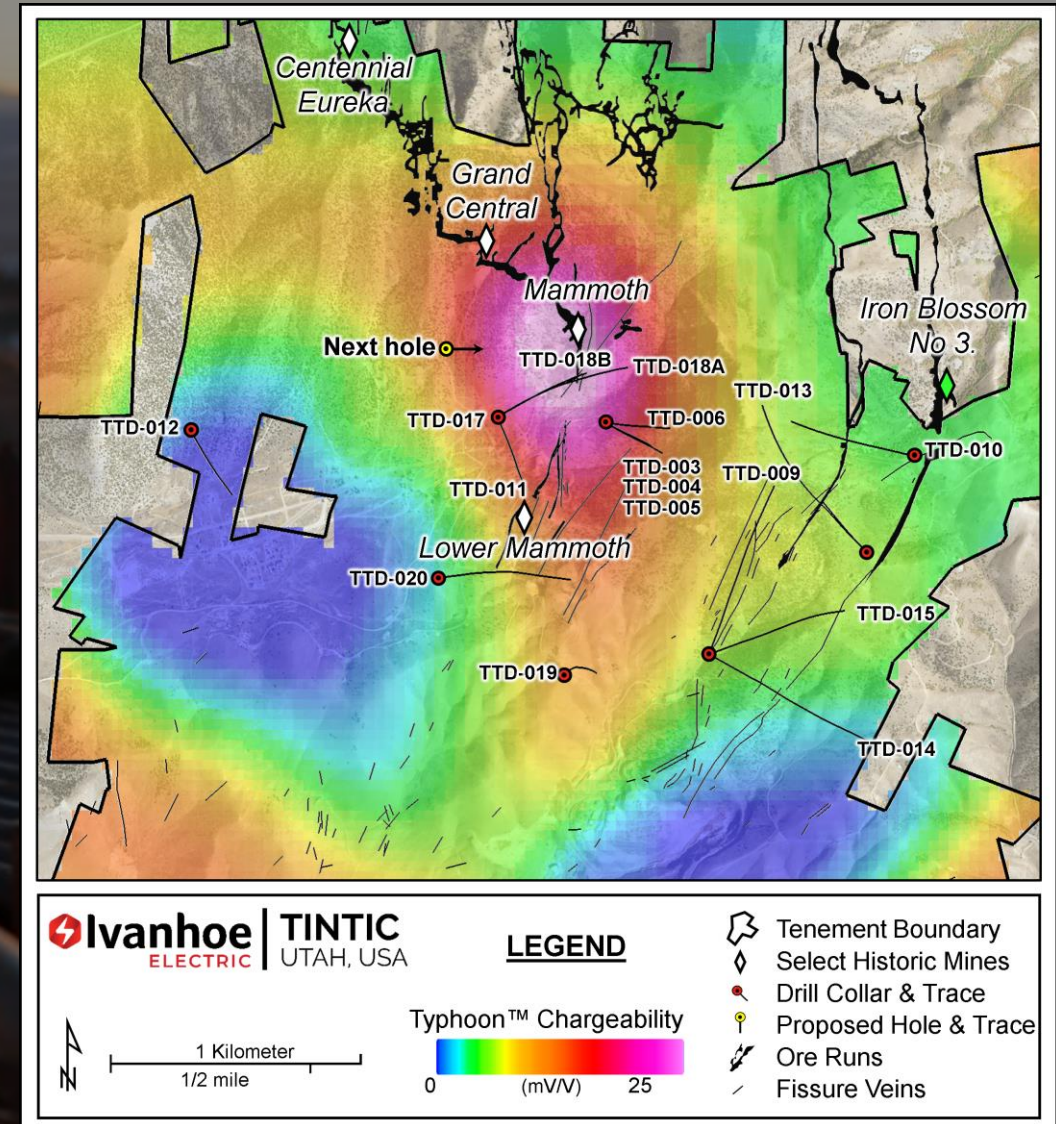 Centennial
Eureka
Grand
Central
Mammoth
Iron Blossom
No 3.
Next hole
TTD-018B
TTD-018A
TTD-013
TTD-012
TTD-017
TTD-006
TTD-010
TTD-003
TTD-004
TTD-005
TTD-009
TTD-011
Lower Mammoth
TTD-020
TTD-015
TTD-019
TTD-014
Ivanhoe
ELECTRIC
TINTIC
UTAH, USA
LEGEND
Tenement Boundary
Select Historic Mines
Drill Collar & Trace
Proposed Hole & Trace
Ore Runs
Fissure Veins
N
1 Kilometer
1/2 mile
Typhoon™ Chargeability
0 (mV/V) 25